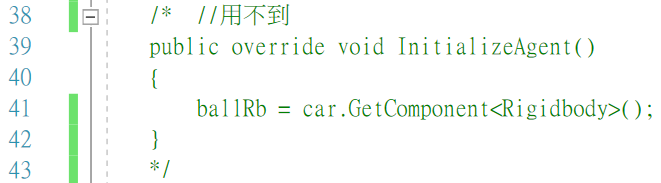 38 /* //用不到
39 public override void InitializeAgent()
40 {
41 ballRb = car.GetComponent<Rigidbody>();
42 }
43 */